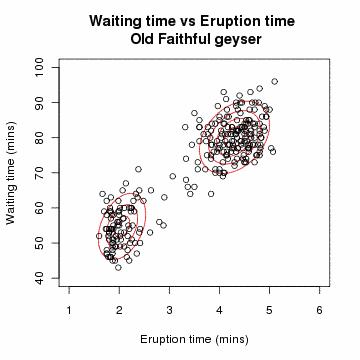 Waiting time vs Eruption time
Old Faithful geyser
Waiting time (mins)
100
90
80
70
60
50
40
1 2 3 4 5 6
Eruption time (mins)